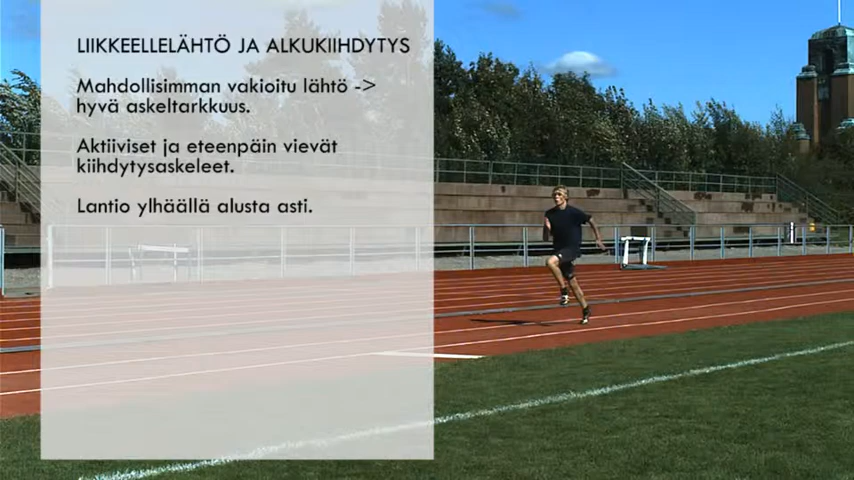 LIIKKEELLELÄHTÖ JA ALKUKIIHDYTYS
Mahdollisimman vakioitu lähtö ->
hyvä askeltarkkuus.
Aktiiviset ja eteenpäin vievät
kiihdytysaskeleet.
Lantio ylhäällä alusta asti.